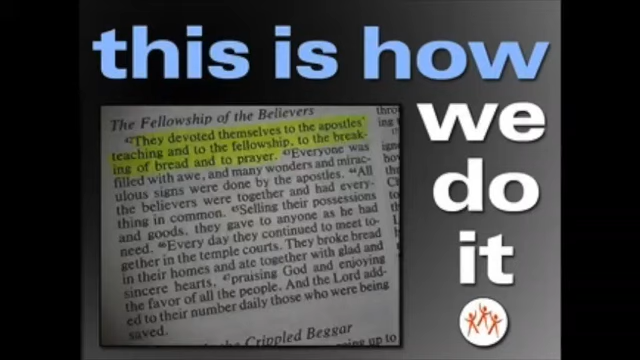 this is how
we
do
it
The Fellowship of the Believers
42They devoted themselves to the apostles'
teaching and to the fellowship, to the break-
ing of bread and to prayer. 43Everyone was
filled with awe, and many wonders and mirac-
ulous signs were done by the apostles. 44All
the believers were together and had every-
thing in common. 45Selling their possessions
and goods, they gave to anyone as he had
need. 46Every day they continued to meet to-
gether in the temple courts. They broke bread
in their homes and ate together with glad and
sincere hearts, 47praising God and enjoying
the favor of all the people. And the Lord add-
ed to their number daily those who were being
saved.
the Crippled Beggar
going up to